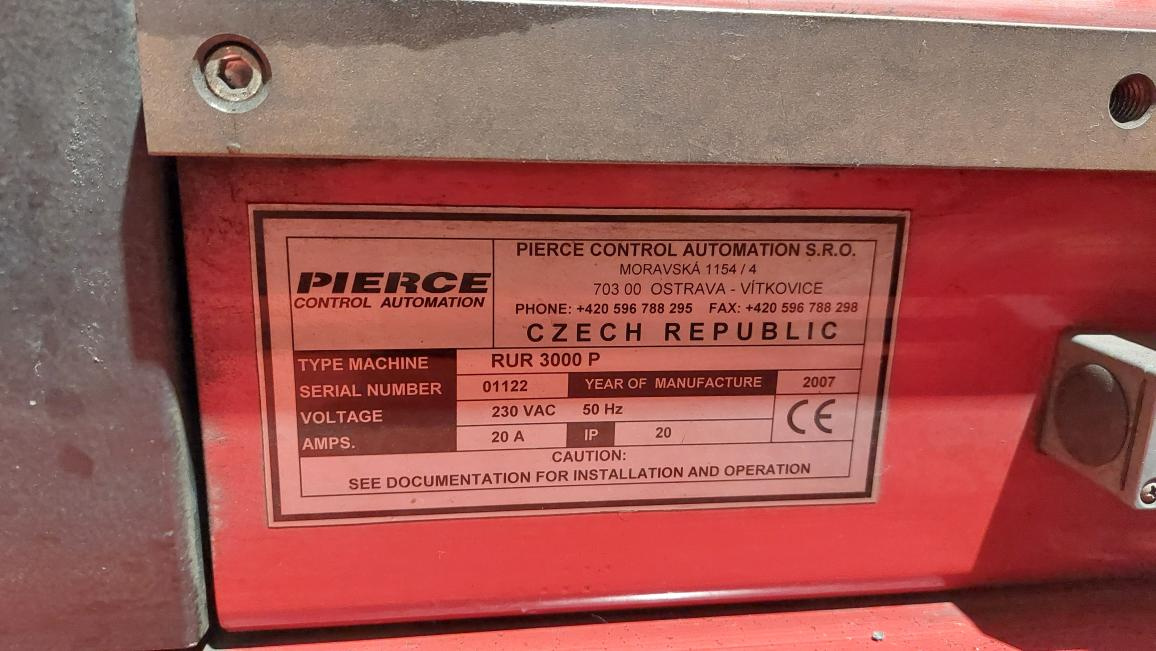 PIERCE
CONTROL AUTOMATION
PIERCE CONTROL AUTOMATION S.R.O.
MORAVSKÁ 1154 / 4
703 00 OSTRAVA - VÍTKOVICE
PHONE: +420 596 788 295 FAX: +420 596 788 298
CZECH REPUBLIC
TYPE MACHINE RUR 3000 P
SERIAL NUMBER 01122 YEAR OF MANUFACTURE 2007
VOLTAGE 230 VAC 50 Hz
AMPS. 20 A IP 20
CE
CAUTION:
SEE DOCUMENTATION FOR INSTALLATION AND OPERATION